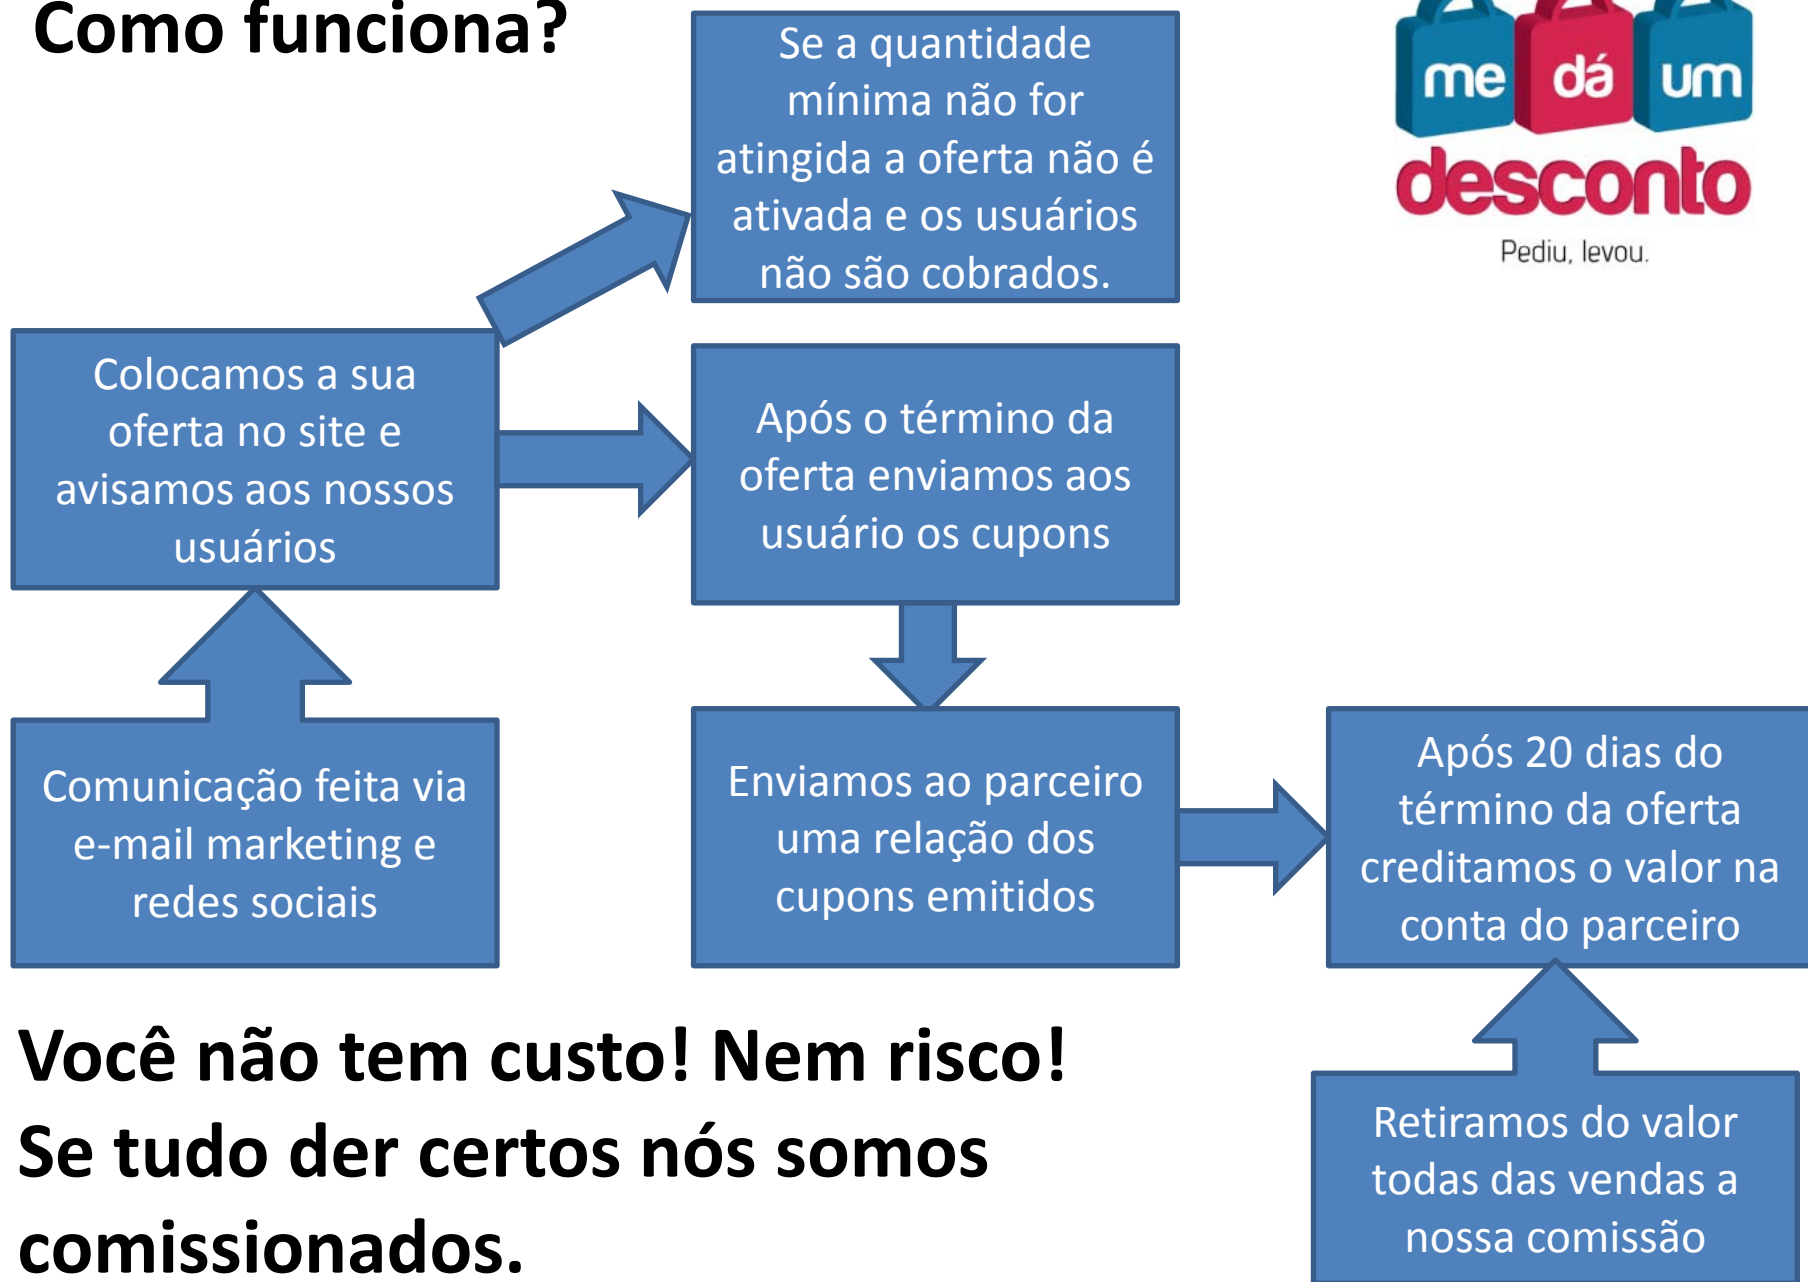 Como funciona?
me dá um
desconto
Pediu, levou.
Se a quantidade
mínima não for
atingida a oferta não é
ativada e os usuários
não são cobrados.
Colocamos a sua
oferta no site e
avisamos aos nossos
usuários
Após o término da
oferta enviamos aos
usuário os cupons
Comunicação feita via
e-mail marketing e
redes sociais
Enviamos ao parceiro
uma relação dos
cupons emitidos
Após 20 dias do
término da oferta
creditamos o valor na
conta do parceiro
Retiramos do valor
todas das vendas a
nossa comissão
Você não tem custo! Nem risco!
Se tudo der certos nós somos
comissionados.